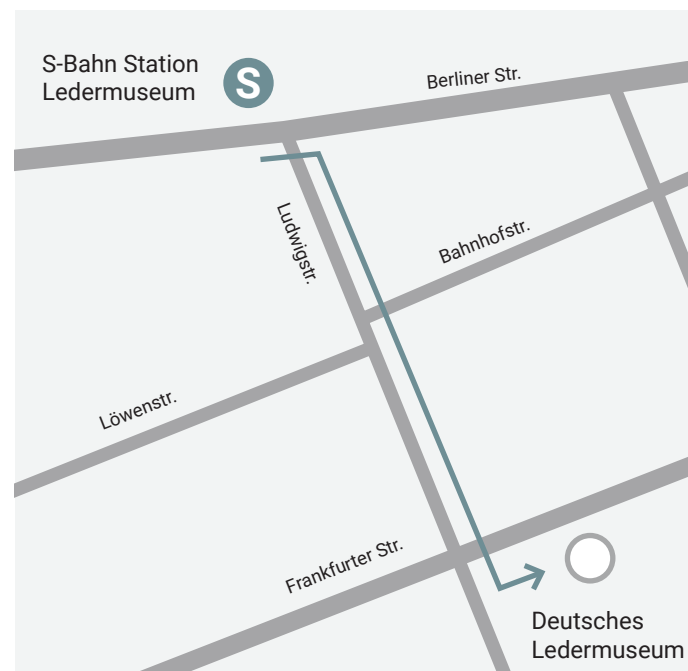 S-Bahn Station
Ledermuseum
S
Berliner Str.
Ludwigstr.
Bahnhofstr.
Löwenstr.
Frankfurter Str.
Deutsches
Ledermuseum